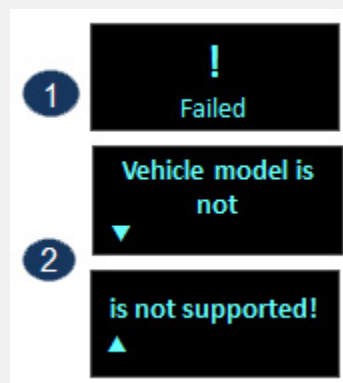 1
!
Failed
2
Vehicle model is
not
▼
is not supported!
▲